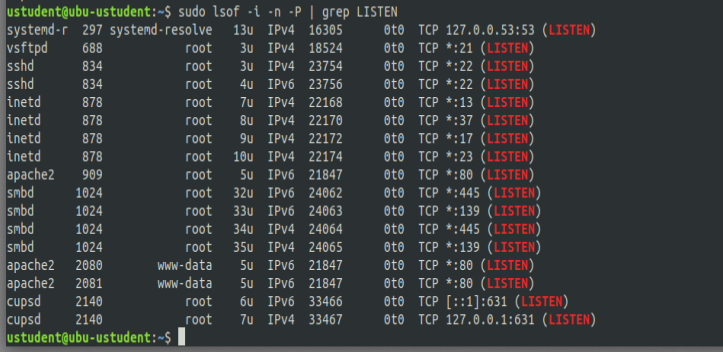 ustudent@ubu-ustudent:~$ sudo lsof -i -n -P | grep LISTEN
systemd-r 297 systemd-resolve 13u IPv4 16305 0t0 TCP 127.0.0.53:53 (LISTEN)
vsftpd 688 root 3u IPv4 18524 0t0 TCP *:21 (LISTEN)
sshd 834 root 3u IPv4 23754 0t0 TCP *:22 (LISTEN)
sshd 834 root 4u IPv6 23756 0t0 TCP *:22 (LISTEN)
inetd 878 root 7u IPv4 22168 0t0 TCP *:13 (LISTEN)
inetd 878 root 8u IPv4 22170 0t0 TCP *:37 (LISTEN)
inetd 878 root 9u IPv4 22172 0t0 TCP *:17 (LISTEN)
inetd 878 root 10u IPv4 22174 0t0 TCP *:23 (LISTEN)
apache2 909 root 5u IPv6 21847 0t0 TCP *:80 (LISTEN)
smbd 1024 root 32u IPv6 24062 0t0 TCP *:445 (LISTEN)
smbd 1024 root 33u IPv6 24063 0t0 TCP *:139 (LISTEN)
smbd 1024 root 34u IPv4 24064 0t0 TCP *:445 (LISTEN)
smbd 1024 root 35u IPv4 24065 0t0 TCP *:139 (LISTEN)
apache2 2080 www-data 5u IPv6 21847 0t0 TCP *:80 (LISTEN)
apache2 2081 www-data 5u IPv6 21847 0t0 TCP *:80 (LISTEN)
cupsd 2140 root 6u IPv6 33466 0t0 TCP [::1]:631 (LISTEN)
cupsd 2140 root 7u IPv4 33467 0t0 TCP 127.0.0.1:631 (LISTEN)
ustudent@ubu-ustudent:~$